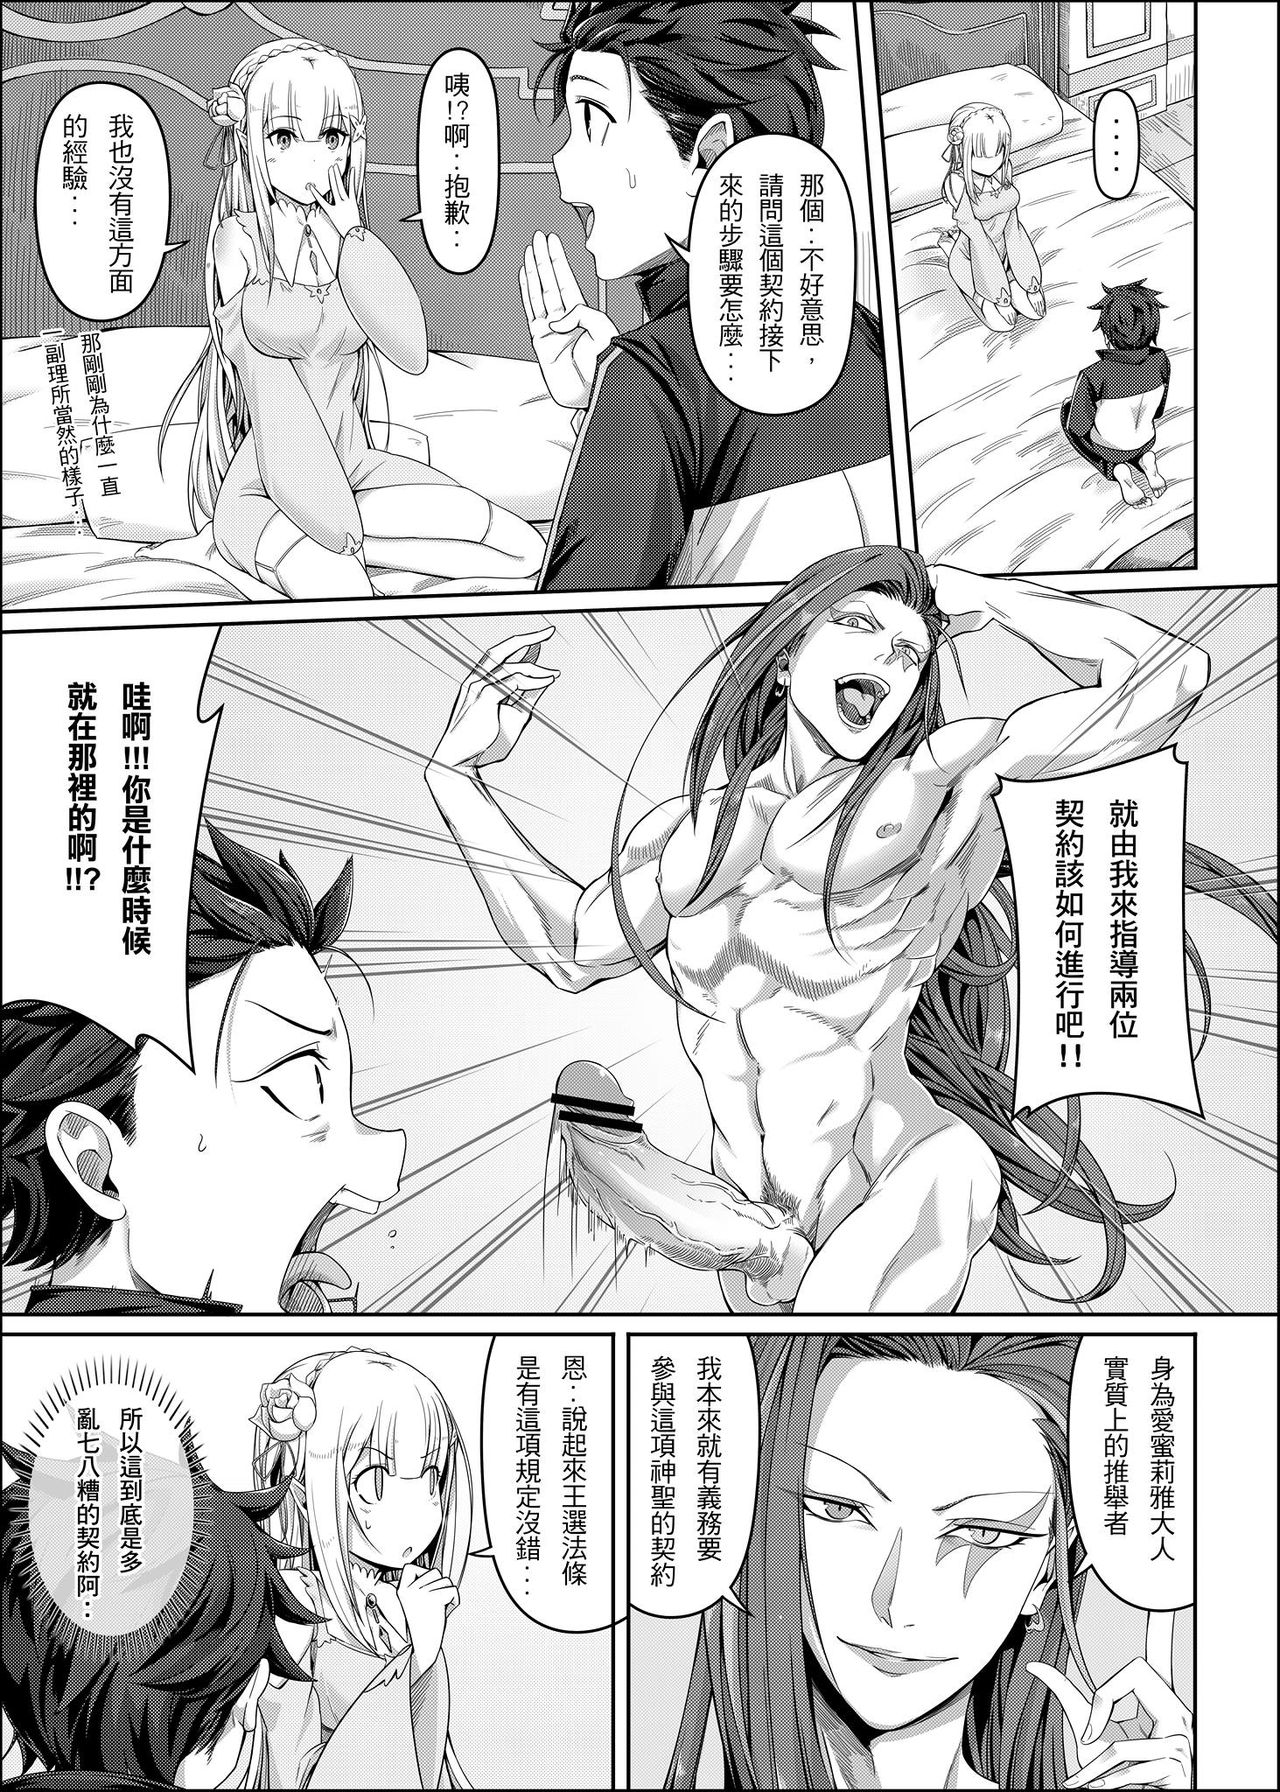 ‥‥
那個‥不好意思，
請問這個契約接下
來的步驟要怎麼‥‥
咦!?啊‥抱歉‥
我也沒有這方面
的經驗‥‥
那剛剛為什麼一直
一副理所當然的樣子‥‥
就由我來指導兩位
契約該如何進行吧!!
哇啊!!!你是什麼時候
就在那裡的啊!!?
身為愛蜜莉雅大人
實質上的推舉者
我本來就有義務要
參與這項神聖的契約
恩‥說起來王選法條
是有這項規定沒錯‥‥
所以這到底是多
亂七八糟的契約阿‥